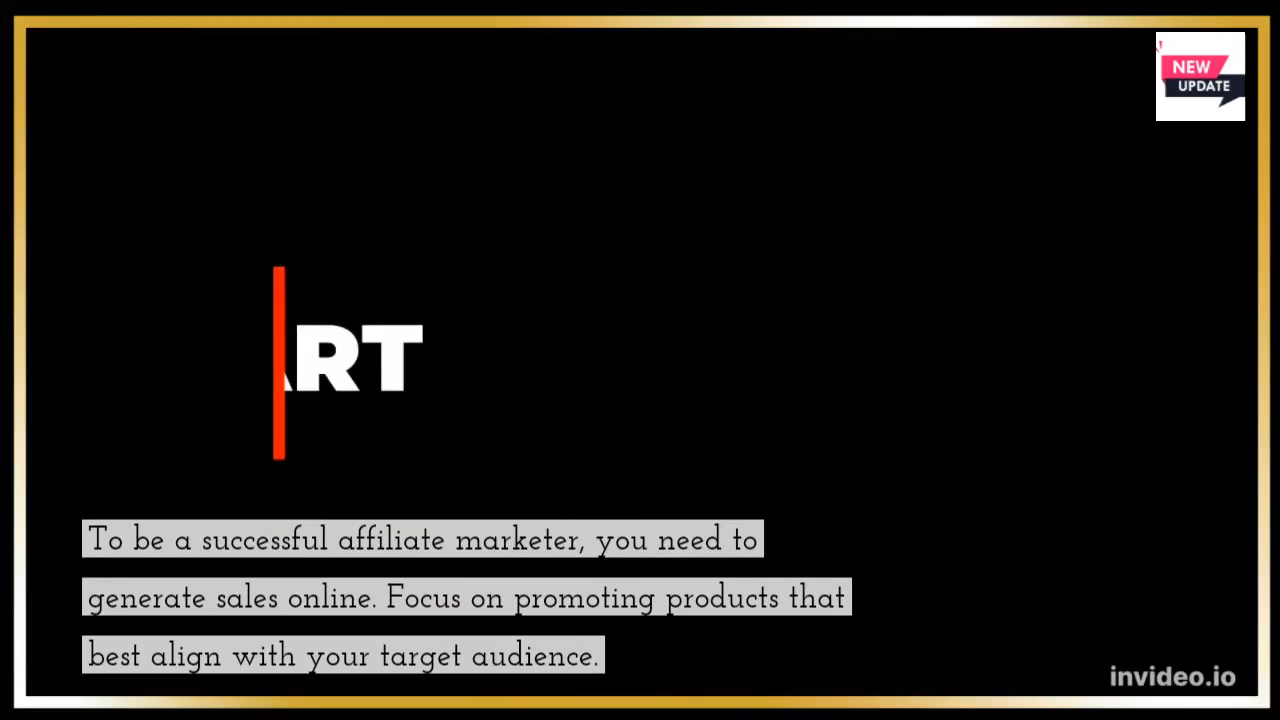 NEW
UPDATE
RT
To be a successful affiliate marketer, you need to
generate sales online. Focus on promoting products that
best align with your target audience.
invideo.io